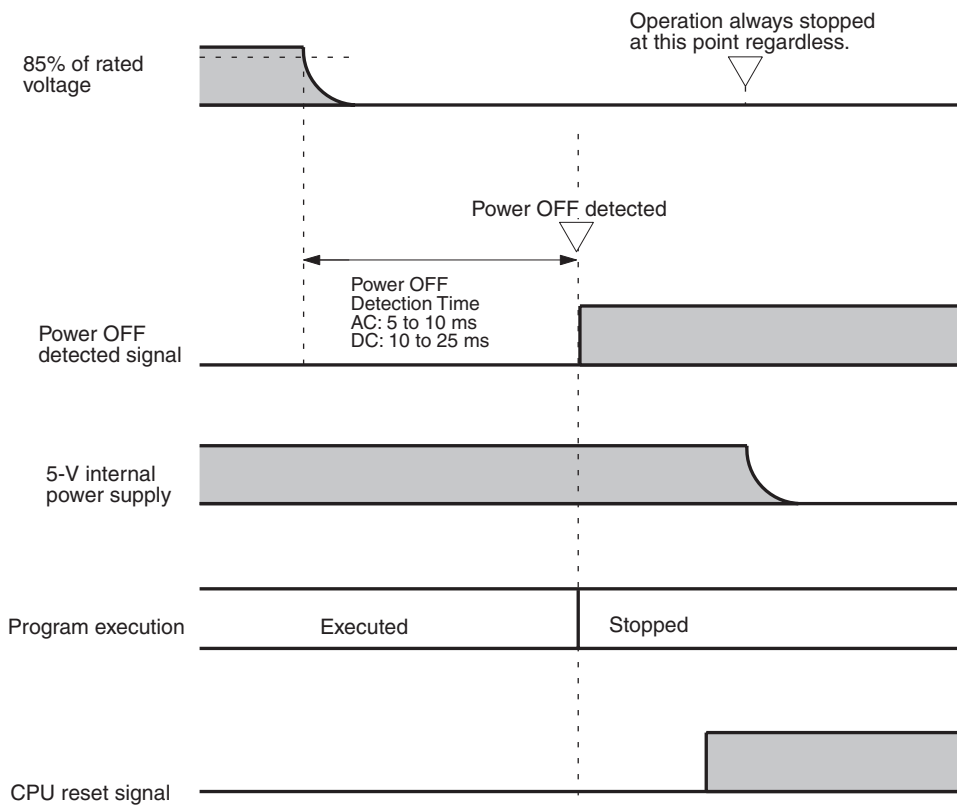 Operation always stopped
at this point regardless.
85% of rated
voltage
Power OFF detected
Power OFF
Detection Time
AC: 5 to 10 ms
DC: 10 to 25 ms
Power OFF
detected signal
5-V internal
power supply
Program execution
Executed
Stopped
CPU reset signal